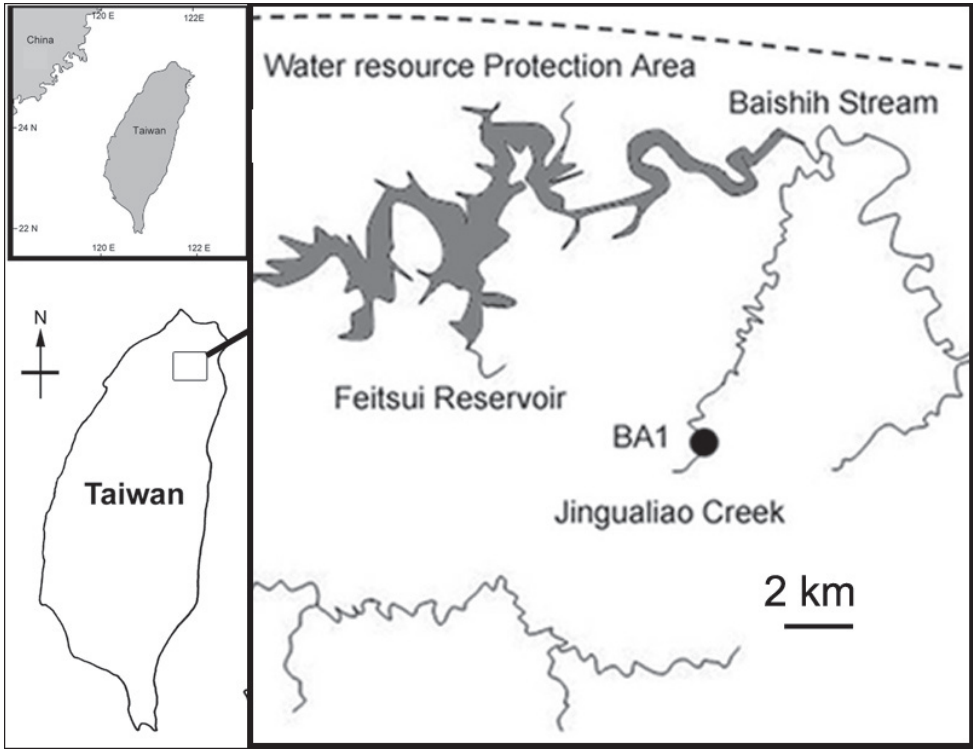 120 E
122 E
China
24 N
Taiwan
22 N
120 E
122 E
N
Taiwan
Water resource Protection Area
Baishih Stream
Feitsui Reservoir
BA1
Jingualiao Creek
2 km